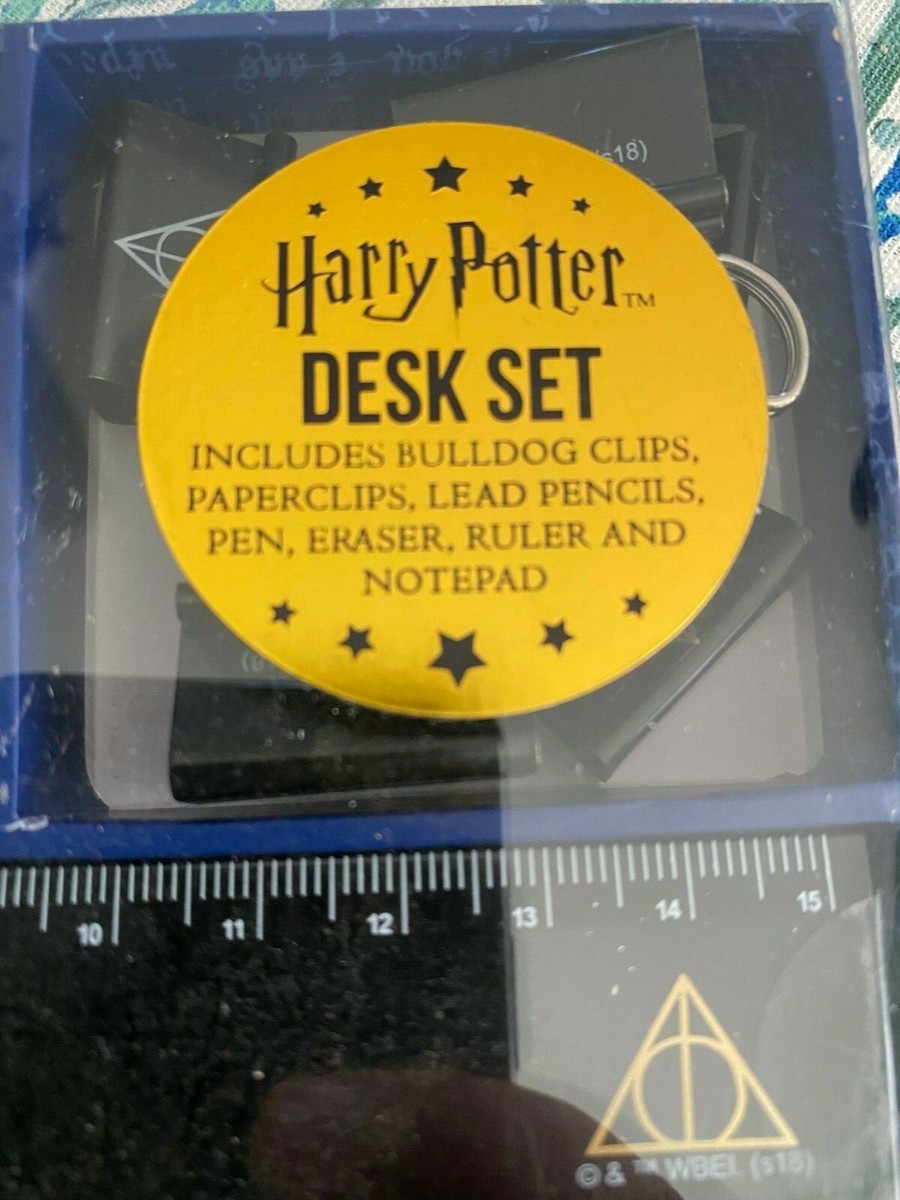 s18)
Harry Potter™
DESK SET
INCLUDES BULLDOG CLIPS,
PAPERCLIPS, LEAD PENCILS,
PEN, ERASER, RULER AND
NOTEPAD
10 11 12 13 14 15
© & ™ WBEI. (s18)